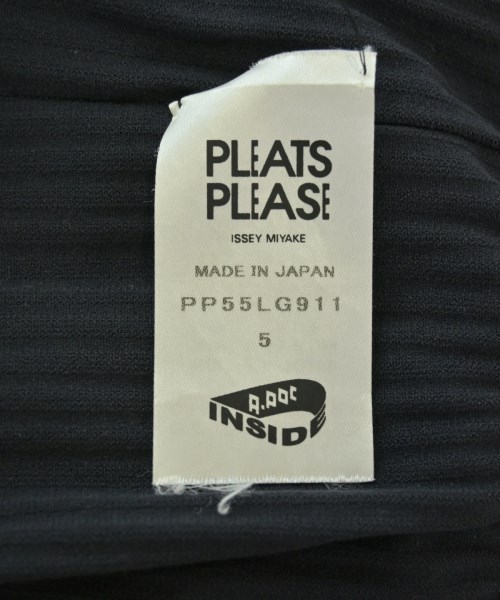 PLEATS
PLEASE
ISSEY MIYAKE
MADE IN JAPAN
PP55LG911
5
A.POC
INSIDE